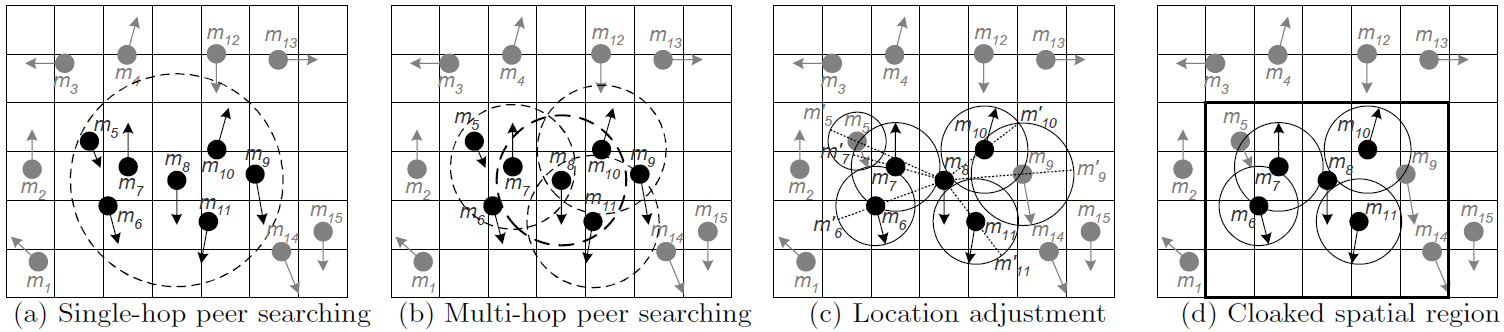 m12
m13
m4
m3
m5
m8
m9
m10
m7
m2
m6
m11
m15
m14
m1
(a) Single-hop peer searching
m12
m13
m4
m3
m5
m10
m9
m8
m7
m2
m11
m6
m15
m14
m1
(b) Multi-hop peer searching
m12
m13
m4
m3
m'5
m5
m10
m'10
m'7
m8
m9
m'9
m7
m2
m'6
m6
m11
m15
m14
m'11
m1
(c) Location adjustment
m12
m13
m4
m3
m5
m10
m8
m9
m7
m2
m6
m11
m15
m14
m1
(d) Cloaked spatial region